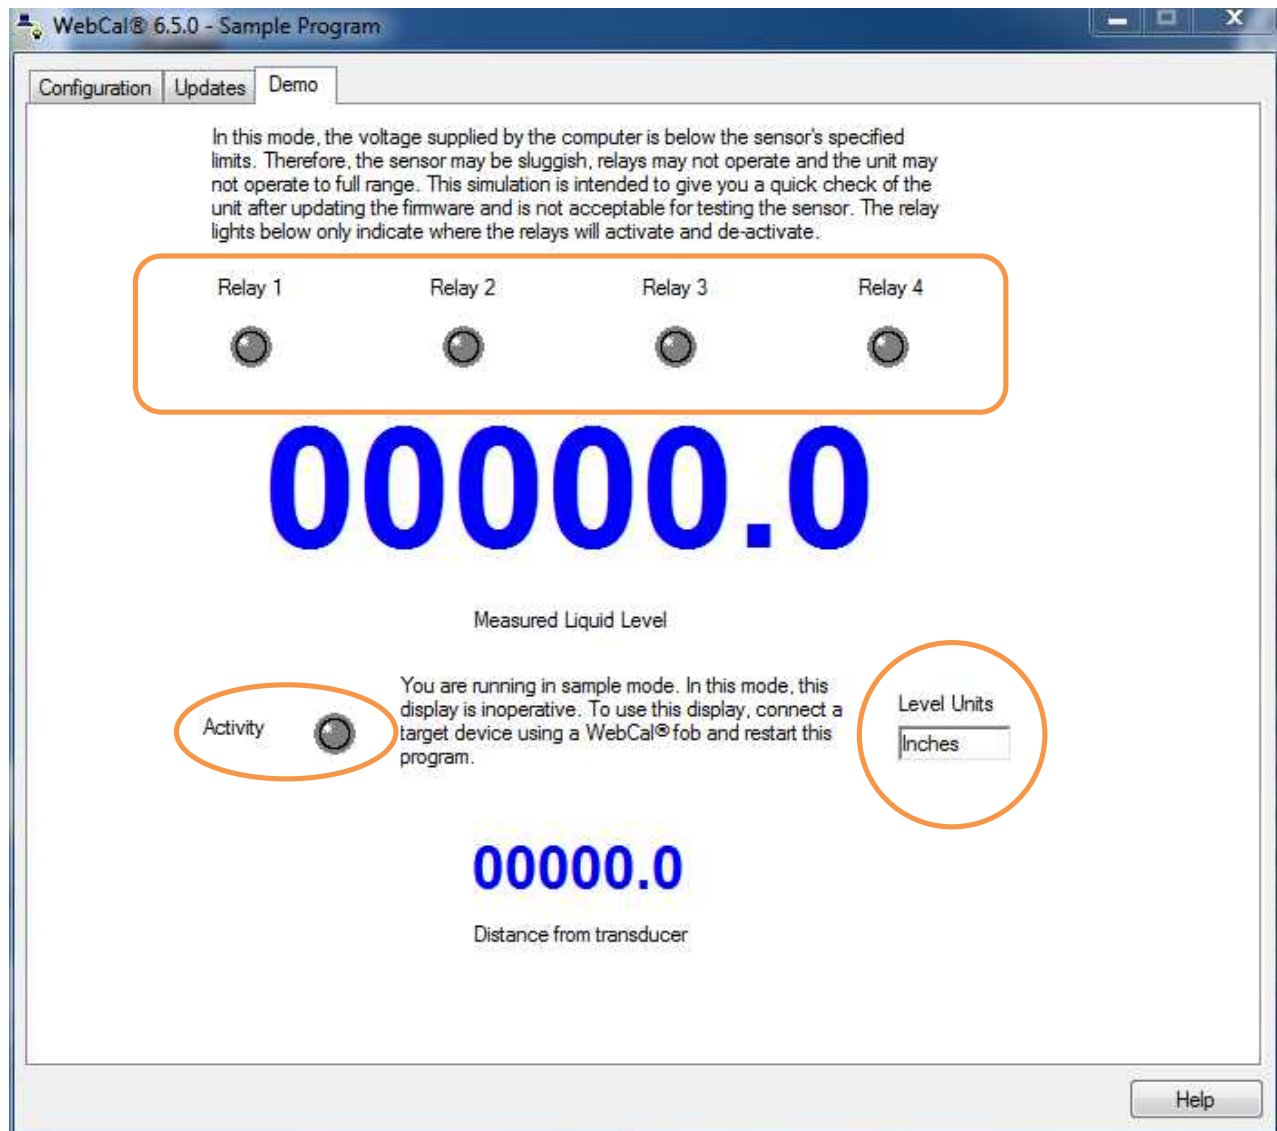 WebCal® 6.5.0 - Sample Program
Configuration Updates Demo
In this mode, the voltage supplied by the computer is below the sensor's specified
limits. Therefore, the sensor may be sluggish, relays may not operate and the unit may
not operate to full range. This simulation is intended to give you a quick check of the
unit after updating the firmware and is not acceptable for testing the sensor. The relay
lights below only indicate where the relays will activate and de-activate.
Relay 1 Relay 2 Relay 3 Relay 4
00000.0
Measured Liquid Level
Activity
You are running in sample mode. In this mode, this
display is inoperative. To use this display, connect a
target device using a WebCal® fob and restart this
program.
Level Units
Inches
00000.0
Distance from transducer
Help